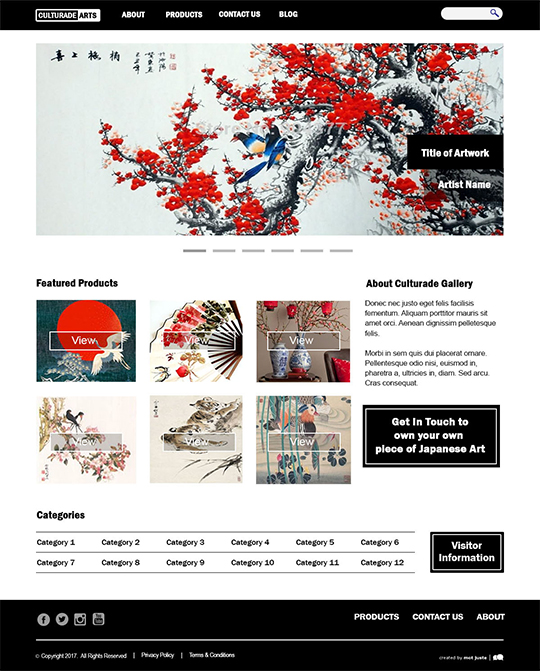 CULTURADE ARTS
ABOUT
PRODUCTS
CONTACT US
BLOG
Title of Artwork
Artist Name
Featured Products
View
View
View
View
View
View
About Culturade Gallery
Donec nec justo eget felis facilisis
fementum. Aliquam porttitor mauris sit
amet orci. Aenean dignissim pelletesque
felis.
Morbi in sem quis dui placerat ornare.
Pellentesque odio nisi, euismod in,
pharetra a, ultricies in, diam. Sed arcu.
Cras consequat.
Get in Touch to
own your own
piece of Japanese Art
Categories
Category 1
Category 2
Category 3
Category 4
Category 5
Category 6
Category 7
Category 8
Category 9
Category 10
Category 11
Category 12
Visitor
Information
PRODUCTS
CONTACT US
ABOUT
© Copyright 2017. All Rights Reserved | Privacy Policy | Terms & Conditions
created by mot juste